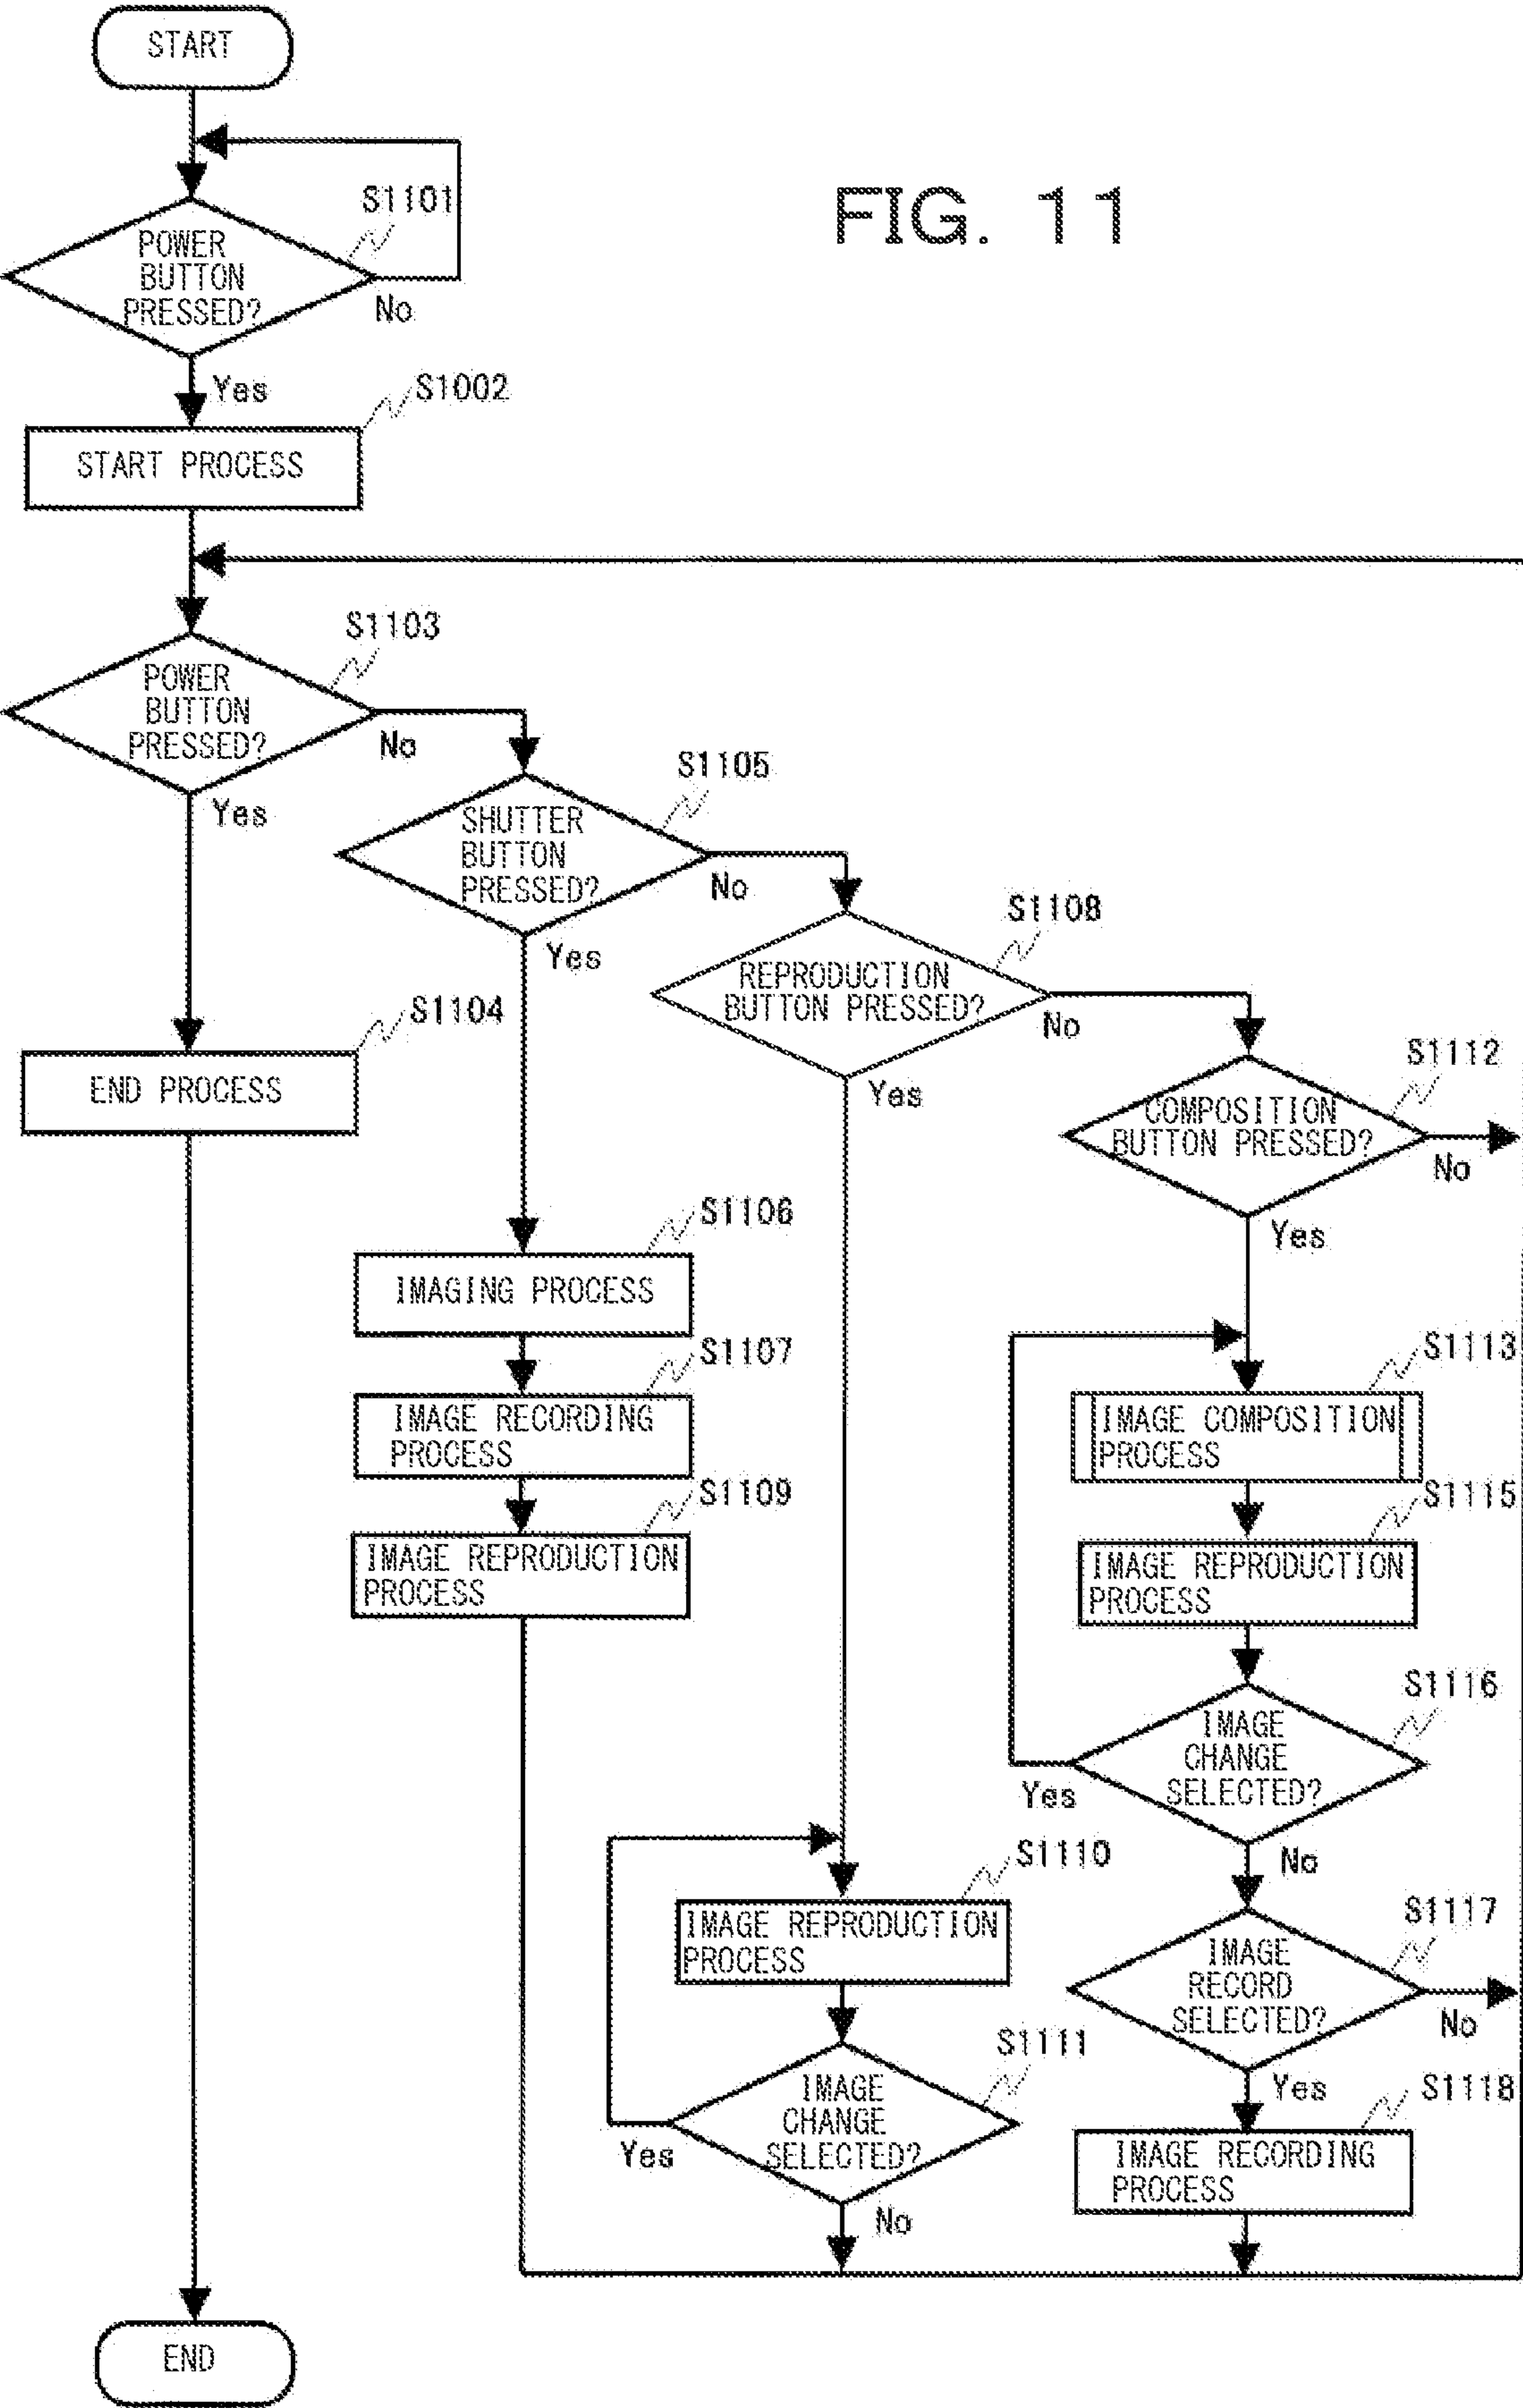 START
FIG. 11
S1101
POWER
BUTTON
PRESSED?
No
Yes
S1002
START PROCESS
S1103
POWER
BUTTON
PRESSED?
No
Yes
S1105
SHUTTER
BUTTON
PRESSED?
No
Yes
S1108
REPRODUCTION
BUTTON PRESSED?
No
Yes
S1104
END PROCESS
S1112
COMPOSITION
BUTTON PRESSED?
No
Yes
S1106
IMAGING PROCESS
S1107
IMAGE RECORDING
PROCESS
S1109
IMAGE REPRODUCTION
PROCESS
S1113
IMAGE COMPOSITION
PROCESS
S1115
IMAGE REPRODUCTION
PROCESS
S1116
IMAGE
CHANGE
SELECTED?
Yes
No
S1110
IMAGE REPRODUCTION
PROCESS
S1111
IMAGE
CHANGE
SELECTED?
Yes
No
S1117
IMAGE
RECORD
SELECTED?
No
Yes
S1118
IMAGE RECORDING
PROCESS
END